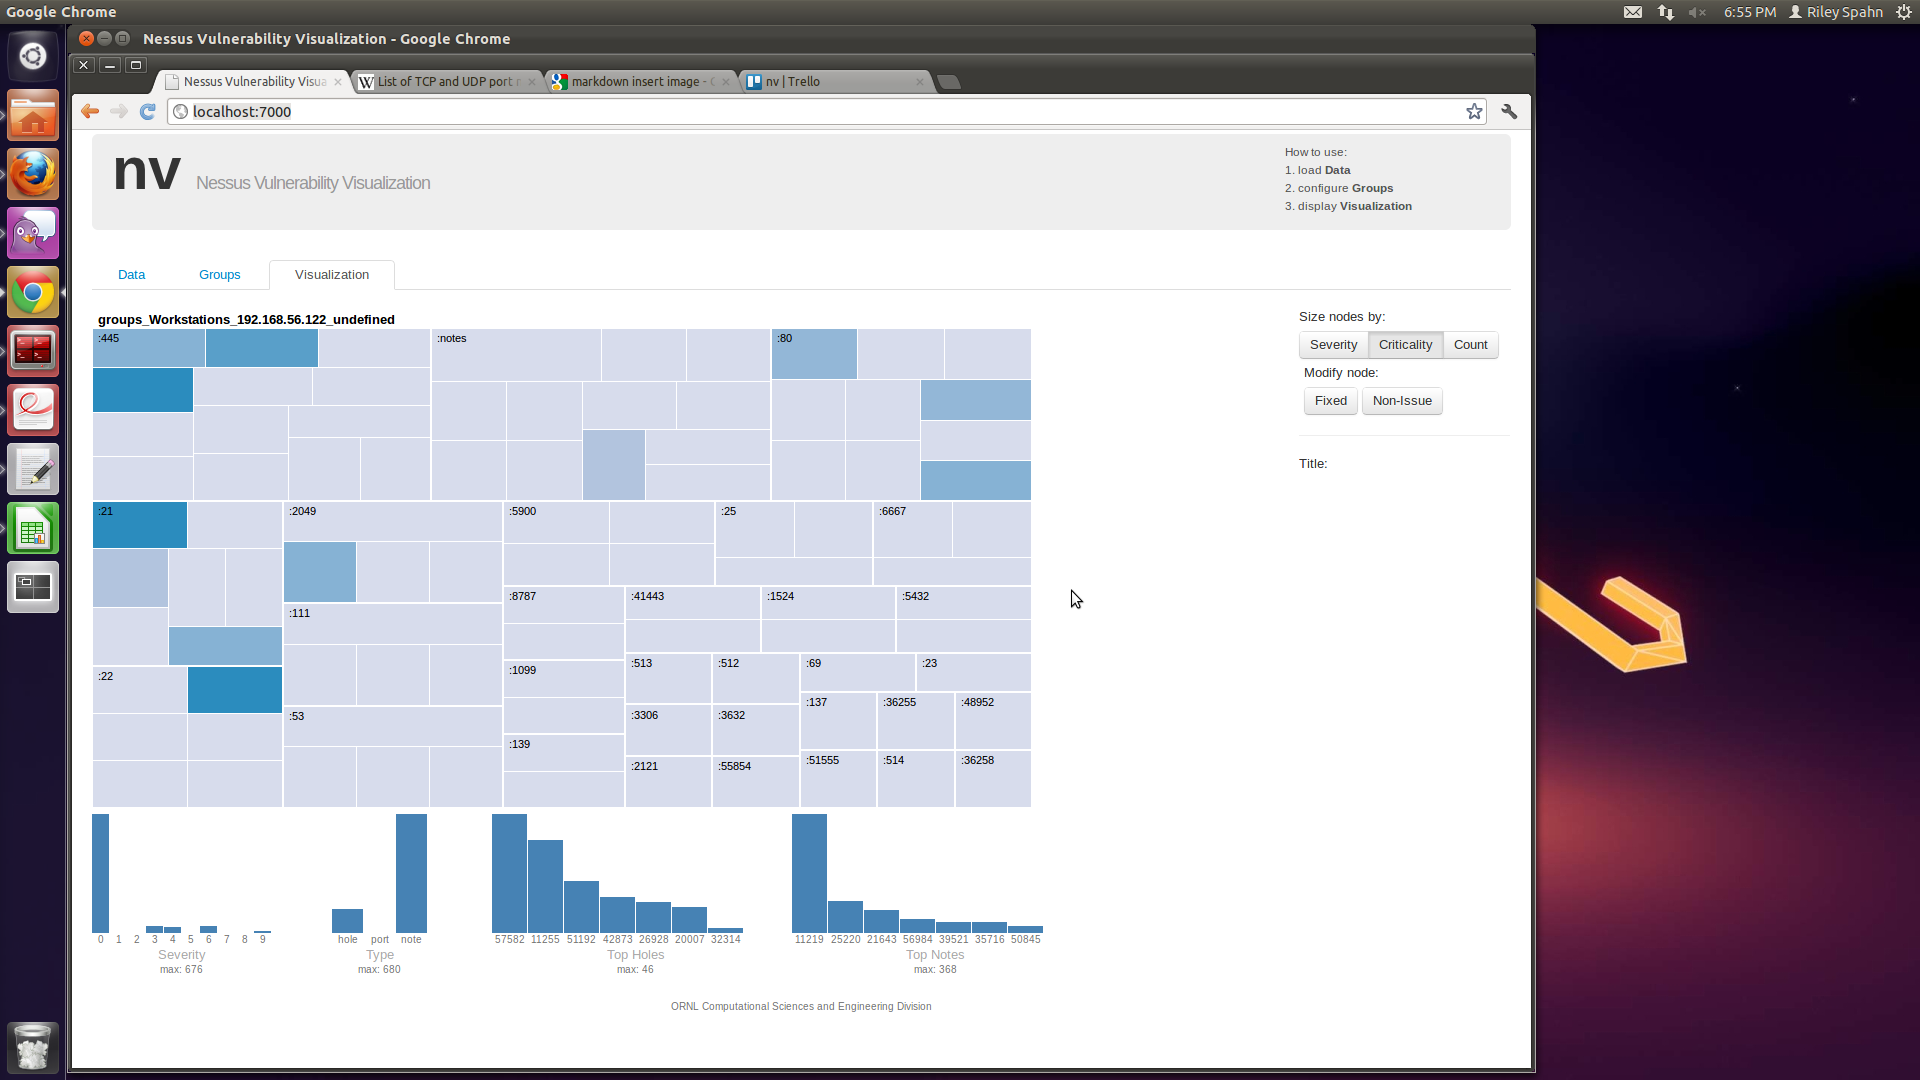 Google Chrome
6:55 PM Riley Spahn
Nessus Vulnerability Visualization - Google Chrome
Nessus Vulnerability Visua
List of TCP and UDP port n
markdown insert image - G
nv | Trello
localhost:7000
nv Nessus Vulnerability Visualization
How to use:
1. load Data
2. configure Groups
3. display Visualization
Data Groups Visualization
groups_Workstations_192.168.56.122_undefined
Size nodes by:
Severity Criticality Count
Modify node:
Fixed Non-Issue
Title:
:445 :notes :80
:21 :2049 :5900 :25 :6667
:8787 :41443 :1524 :5432
:111
:513 :512 :69 :23
:1099
:22
:137 :36255 :48952
:53 :3306 :3632
:139
:51555 :514 :36258
:2121 :55854
0 1 2 3 4 5 6 7 8 9
Severity
max: 676
hole port note
Type
max: 680
57582 11255 51192 42873 26928 20007 32314
Top Holes
max: 46
11219 25220 21643 56984 39521 35716 50845
Top Notes
max: 368
ORNL Computational Sciences and Engineering Division